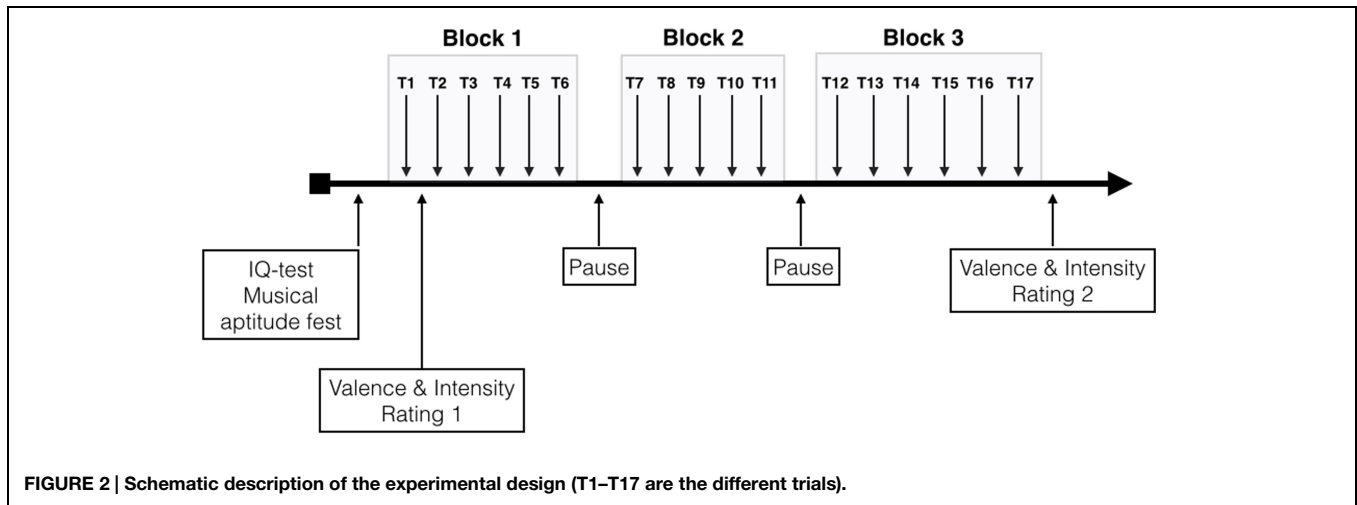 Block 1 Block 2 Block 3
T1 T2 T3 T4 T5 T6 T7 T8 T9 T10 T11 T12 T13 T14 T15 T16 T17
IQ-test
Musical
aptitude fest
Valence & Intensity
Rating 1
Pause
Pause
Valence & Intensity
Rating 2
FIGURE 2 | Schematic description of the experimental design (T1–T17 are the different trials).